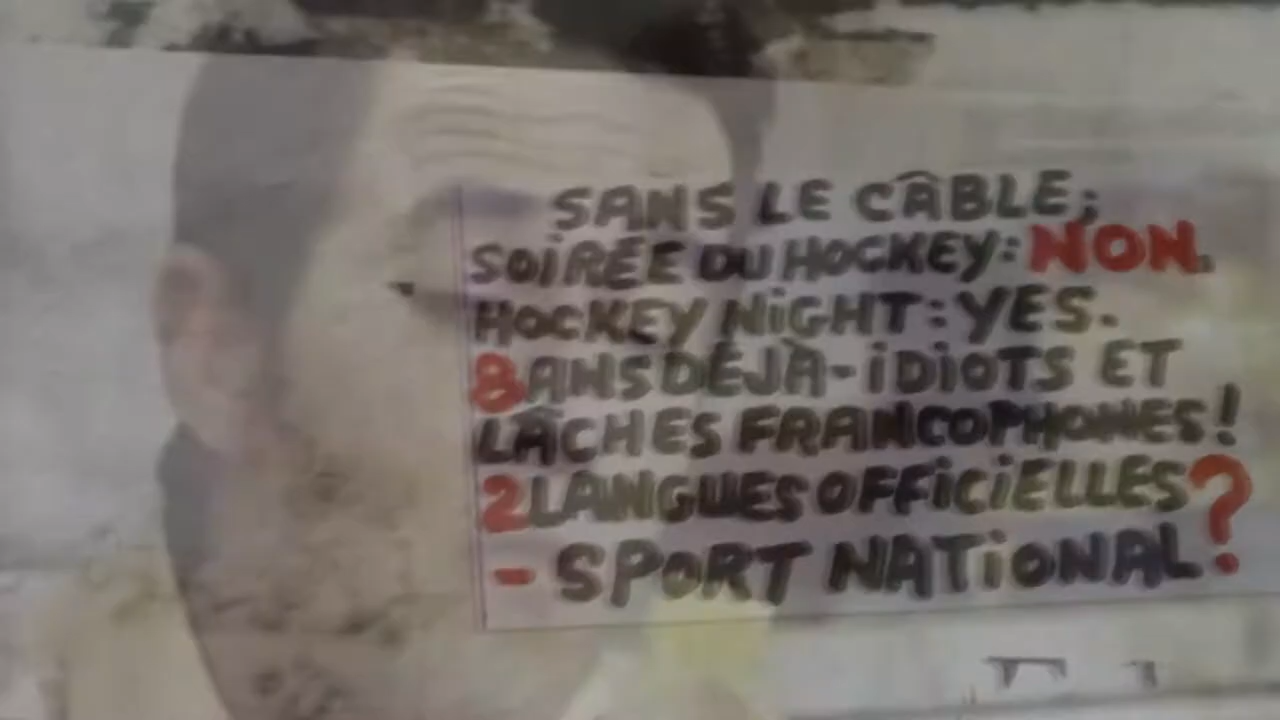 SANS LE CÂBLE;
SOIRÉE DU HOCKEY: NON.
HOCKEY NIGHT: YES.
8 ANS DÉJÀ - IDIOTS ET
LÂCHES FRANCOPHONES!
2 LANGUES OFFICIELLES?
- SPORT NATIONAL!